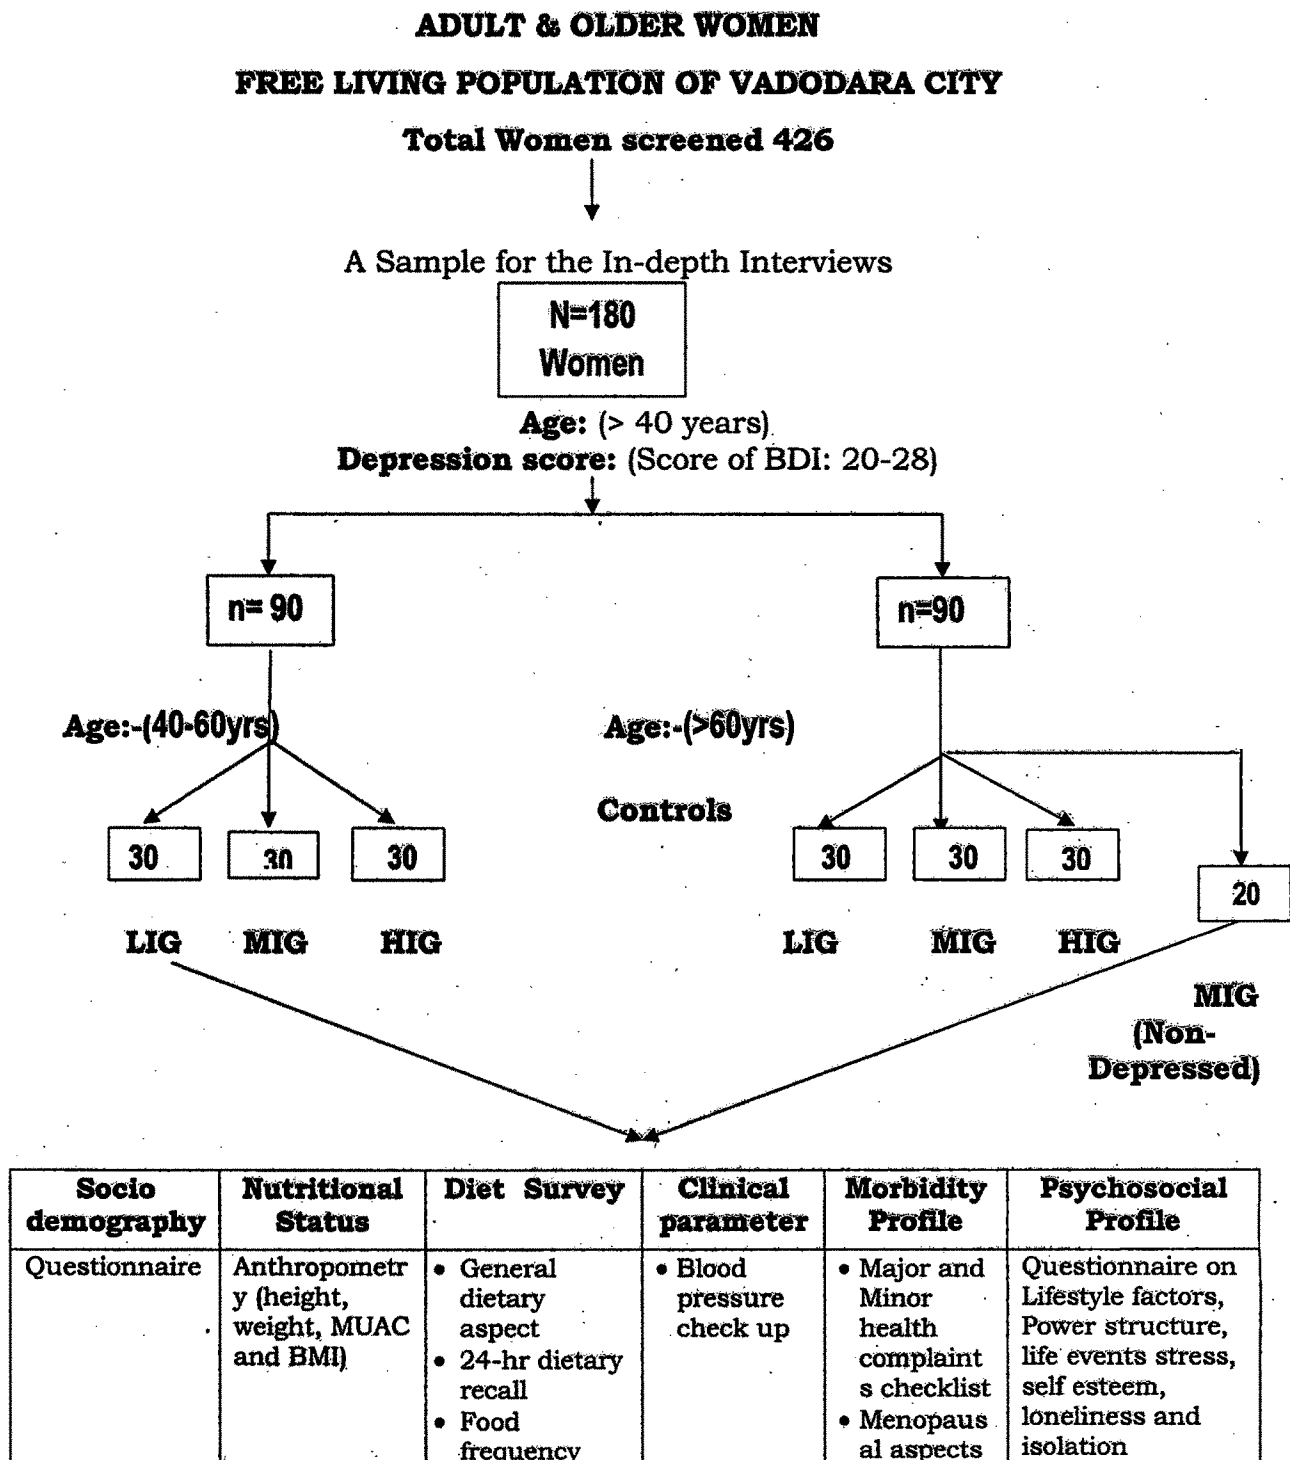 ADULT & OLDER WOMEN
FREE LIVING POPULATION OF VADODARA CITY
Total Women screened 426
A Sample for the In-depth Interviews
N=180
Women
Age: (> 40 years)
Depression score: (Score of BDI: 20-28)
n= 90
n=90
Age:-(40-60yrs)
Age:-(>60yrs)
Controls
30
30
30
30
30
30
20
LIG
MIG
HIG
LIG
MIG
HIG
MIG
(Non-
Depressed)
Socio
demography
Nutritional
Status
Diet Survey
Clinical
parameter
Morbidity
Profile
Psychosocial
Profile
Questionnaire
Anthropometr
y (height,
weight, MUAC
and BMI)
• General
dietary
aspect
• 24-hr dietary
recall
• Food
frequency
• Blood
pressure
check up
• Major and
Minor
health
complaint
s checklist
• Menopaus
al aspects
Questionnaire on
Lifestyle factors,
Power structure,
life events stress,
self esteem,
loneliness and
isolation